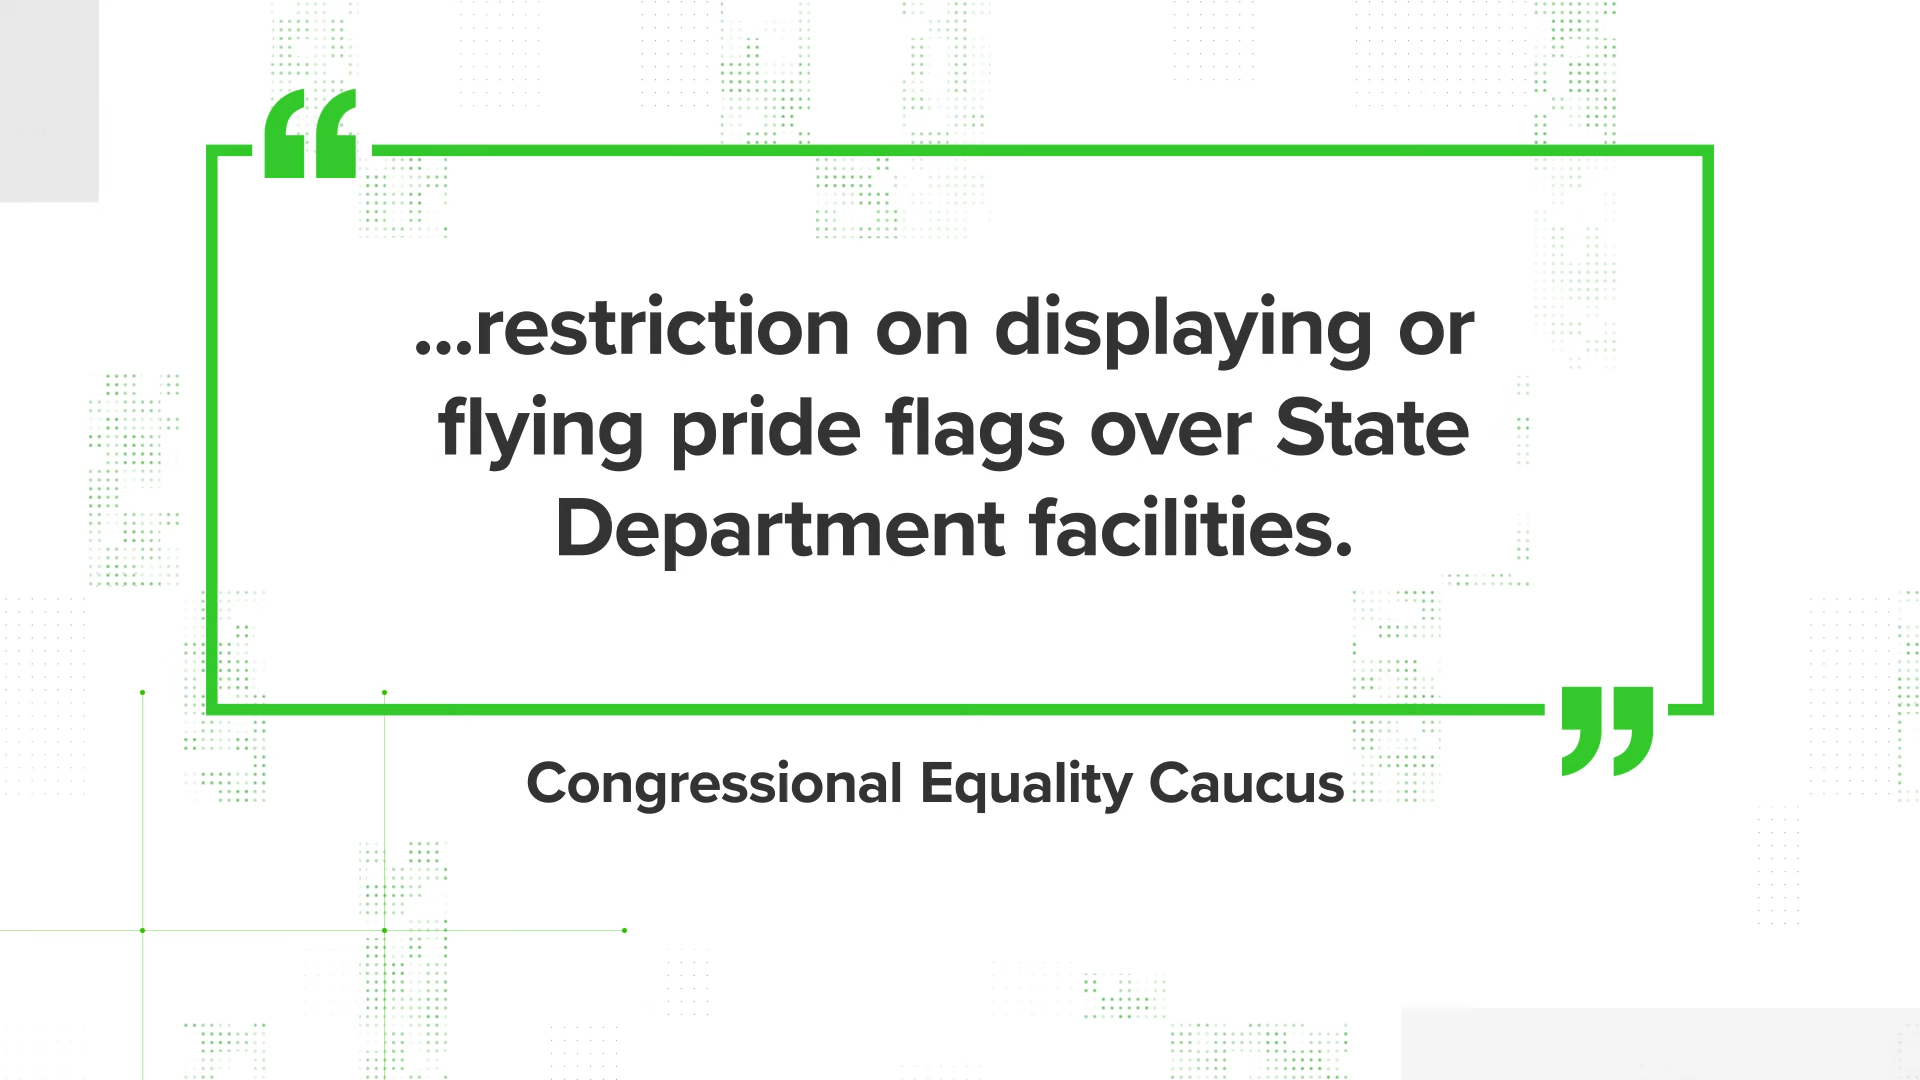 “
...restriction on displaying or
flying pride flags over State
Department facilities.
”
Congressional Equality Caucus